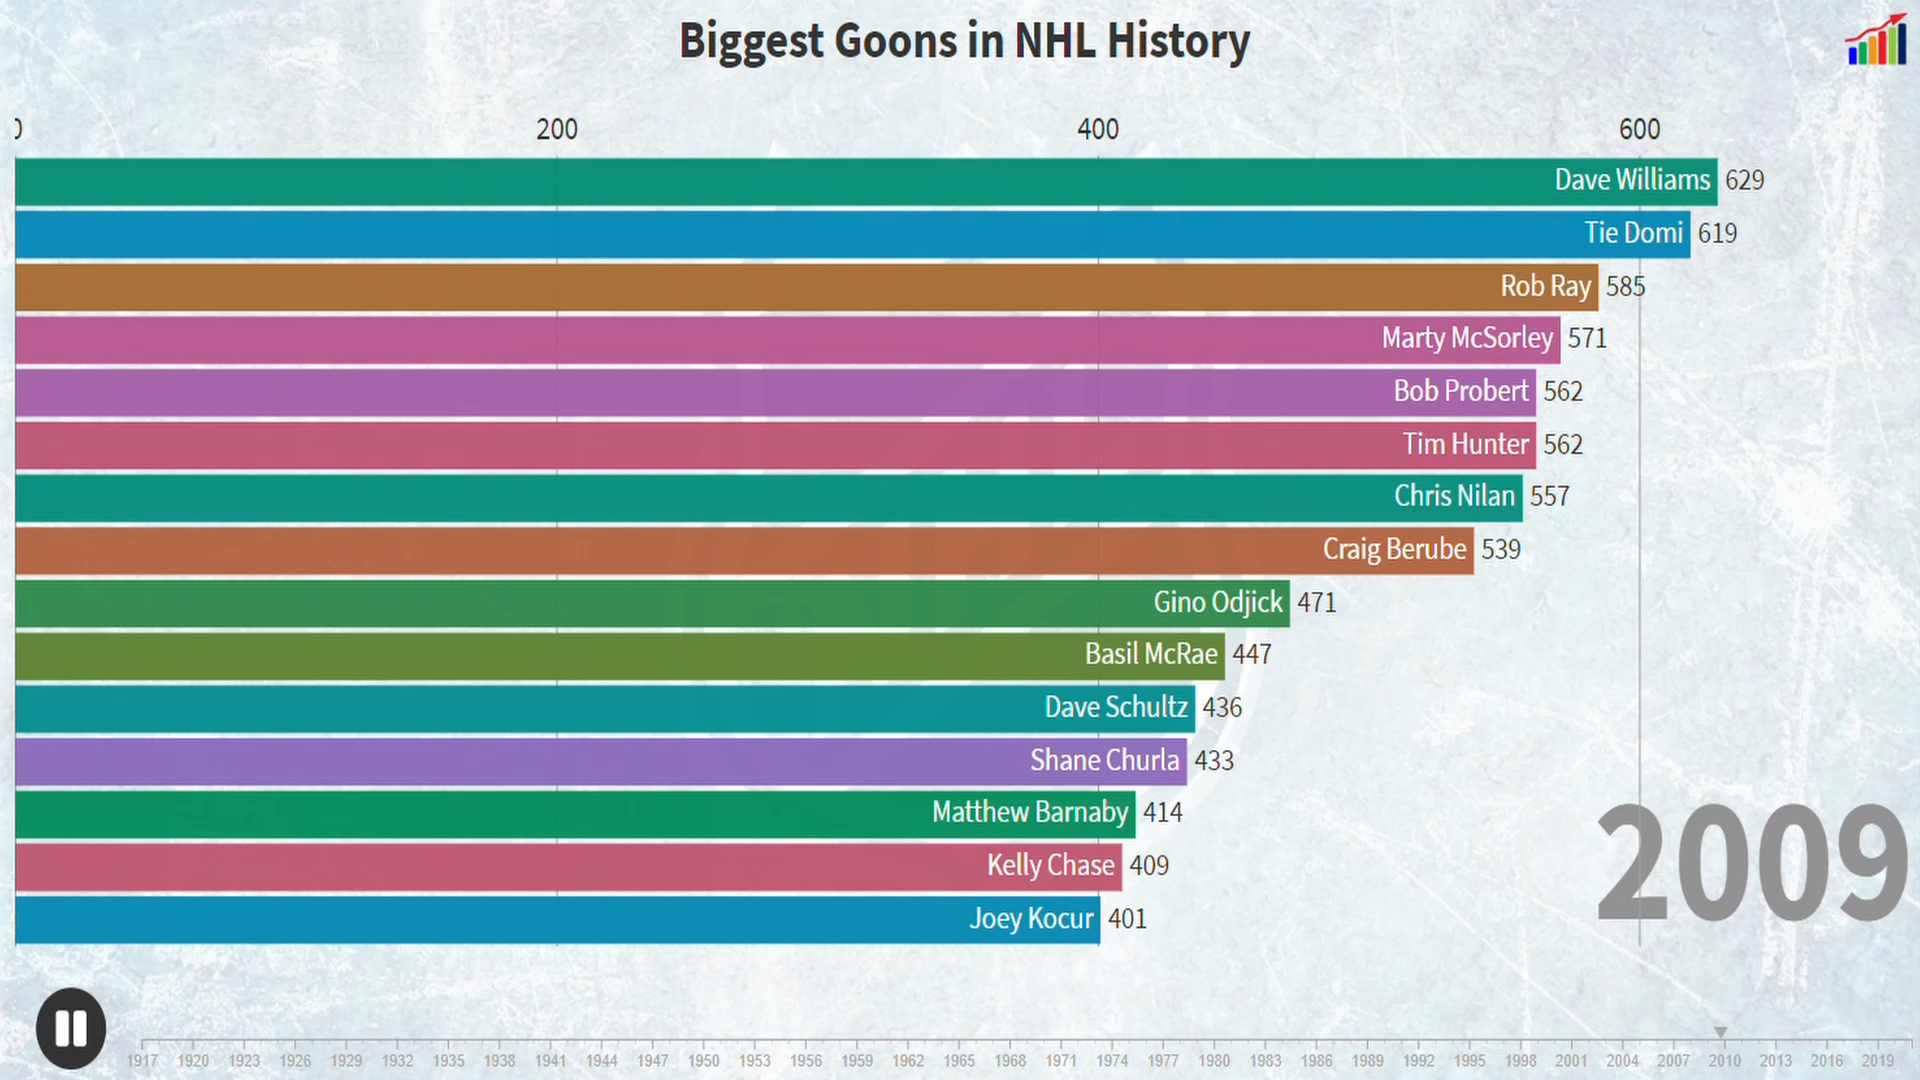 Biggest Goons in NHL History
0 200 400 600
Dave Williams 629
Tie Domi 619
Rob Ray 585
Marty McSorley 571
Bob Probert 562
Tim Hunter 562
Chris Nilan 557
Craig Berube 539
Gino Odjick 471
Basil McRae 447
Dave Schultz 436
Shane Churla 433
Matthew Barnaby 414
Kelly Chase 409
Joey Kocur 401
2009
1917 1920 1923 1926 1929 1932 1935 1938 1941 1944 1947 1950 1953 1956 1959 1962 1965 1968 1971 1974 1977 1980 1983 1986 1989 1992 1995 1998 2001 2004 2007 2010 2013 2016 2019